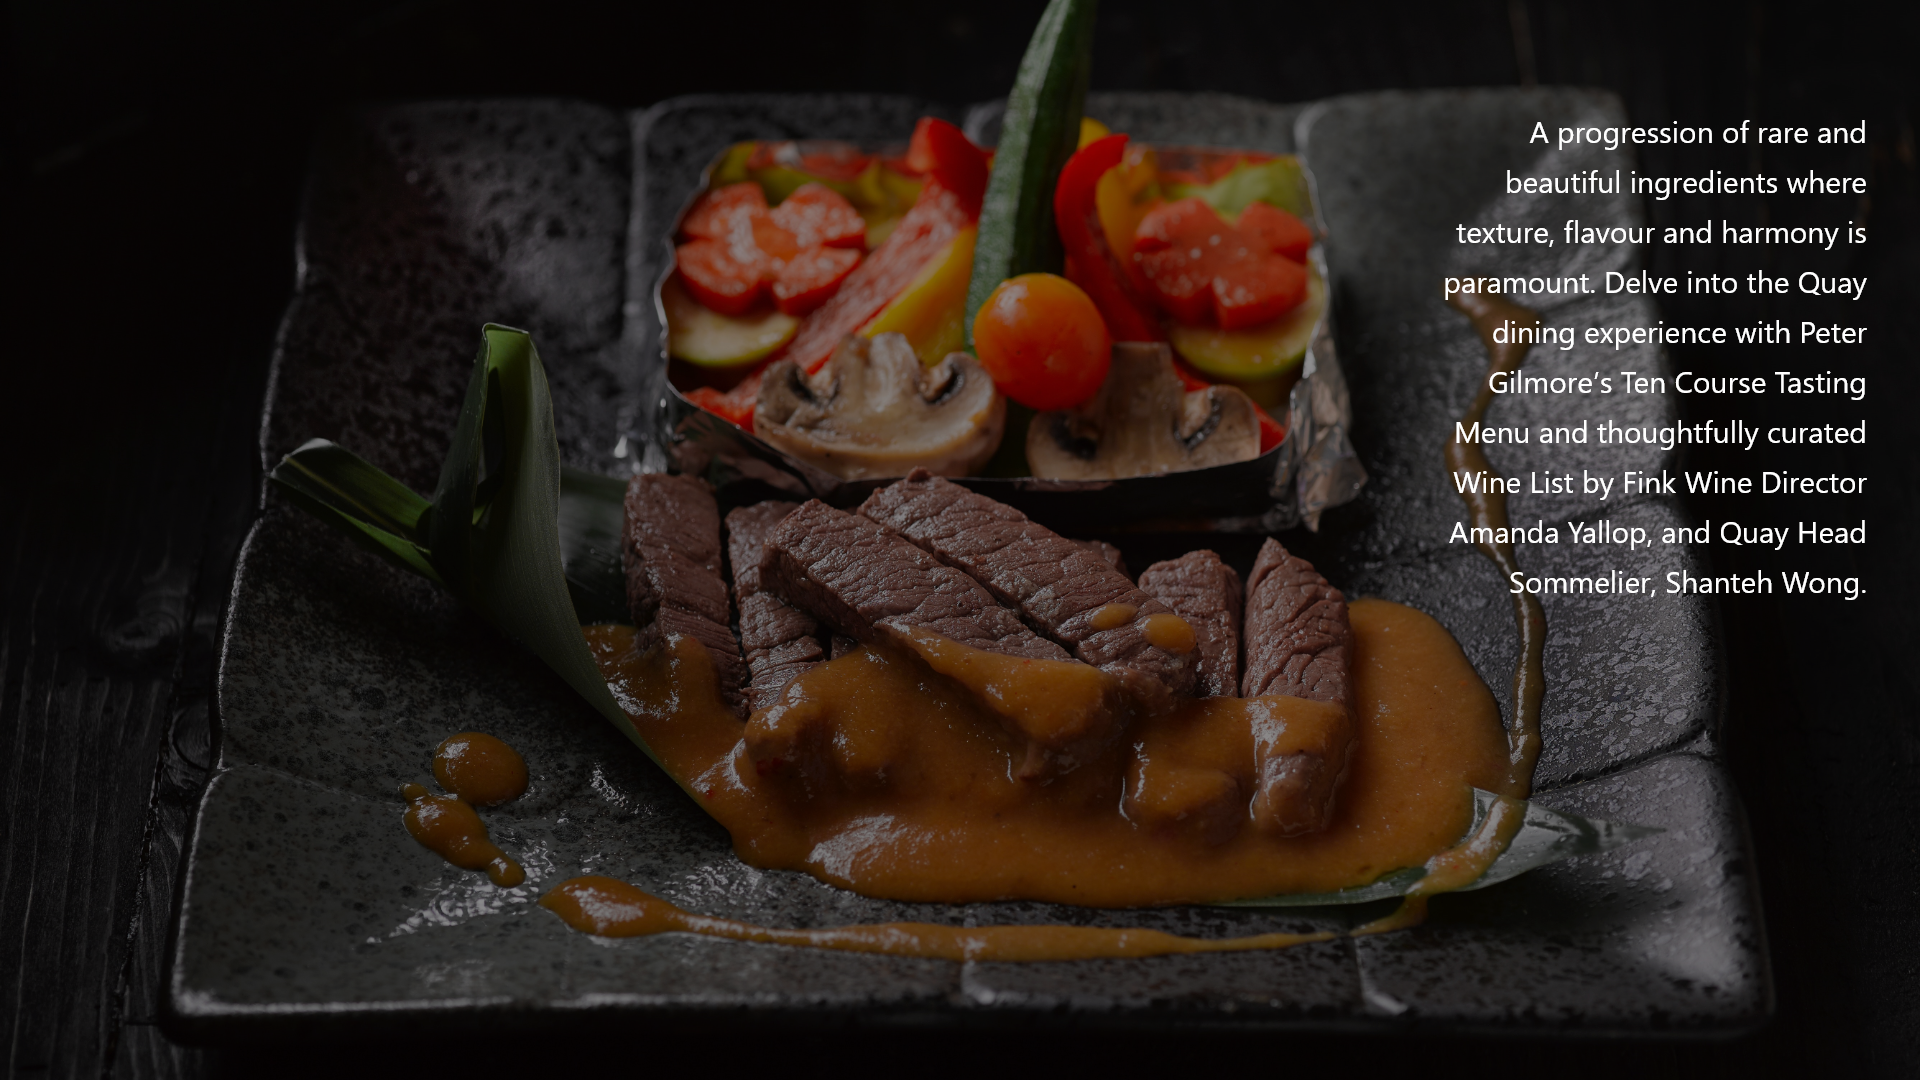 A progression of rare and
beautiful ingredients where
texture, flavour and harmony is
paramount. Delve into the Quay
dining experience with Peter
Gilmore’s Ten Course Tasting
Menu and thoughtfully curated
Wine List by Fink Wine Director
Amanda Yallop, and Quay Head
Sommelier, Shanteh Wong.